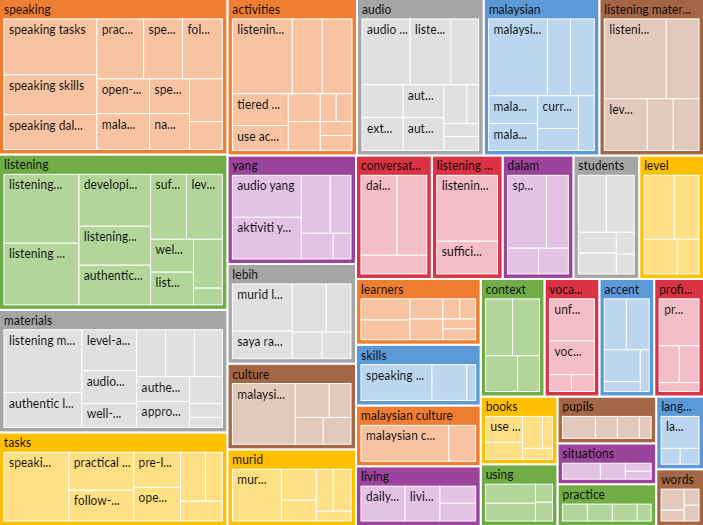 speaking
speaking tasks
prac...
spe...
fol...
speaking skills
open-...
spe...
speaking dal...
mala...
na...
activities
listenin...
tiered ...
use ac...
audio
audio ...
liste...
aut...
ext...
aut...
malaysian
malaysi...
mala...
curr...
mala...
listening mater...
listeni...
lev...
listening
listening...
developi...
suf...
lev...
listening...
wel...
listening ...
authentic...
list...
yang
audio yang
aktiviti y...
conversat...
dai...
listening ...
listenin...
suffici...
dalam
sp...
students
level
lebih
murid l...
saya ra...
materials
listening m...
level-a...
audio...
authe...
authentic l...
well-...
appro...
learners
skills
speaking ...
context
voca...
unf...
voc...
accent
profi...
pr...
culture
malaysi...
malaysian culture
malaysian c...
books
use ...
pupils
lang...
la...
tasks
speaki...
practical ...
pre-l...
follow-...
ope...
murid
mur...
living
daily...
livi...
using
situations
practice
words